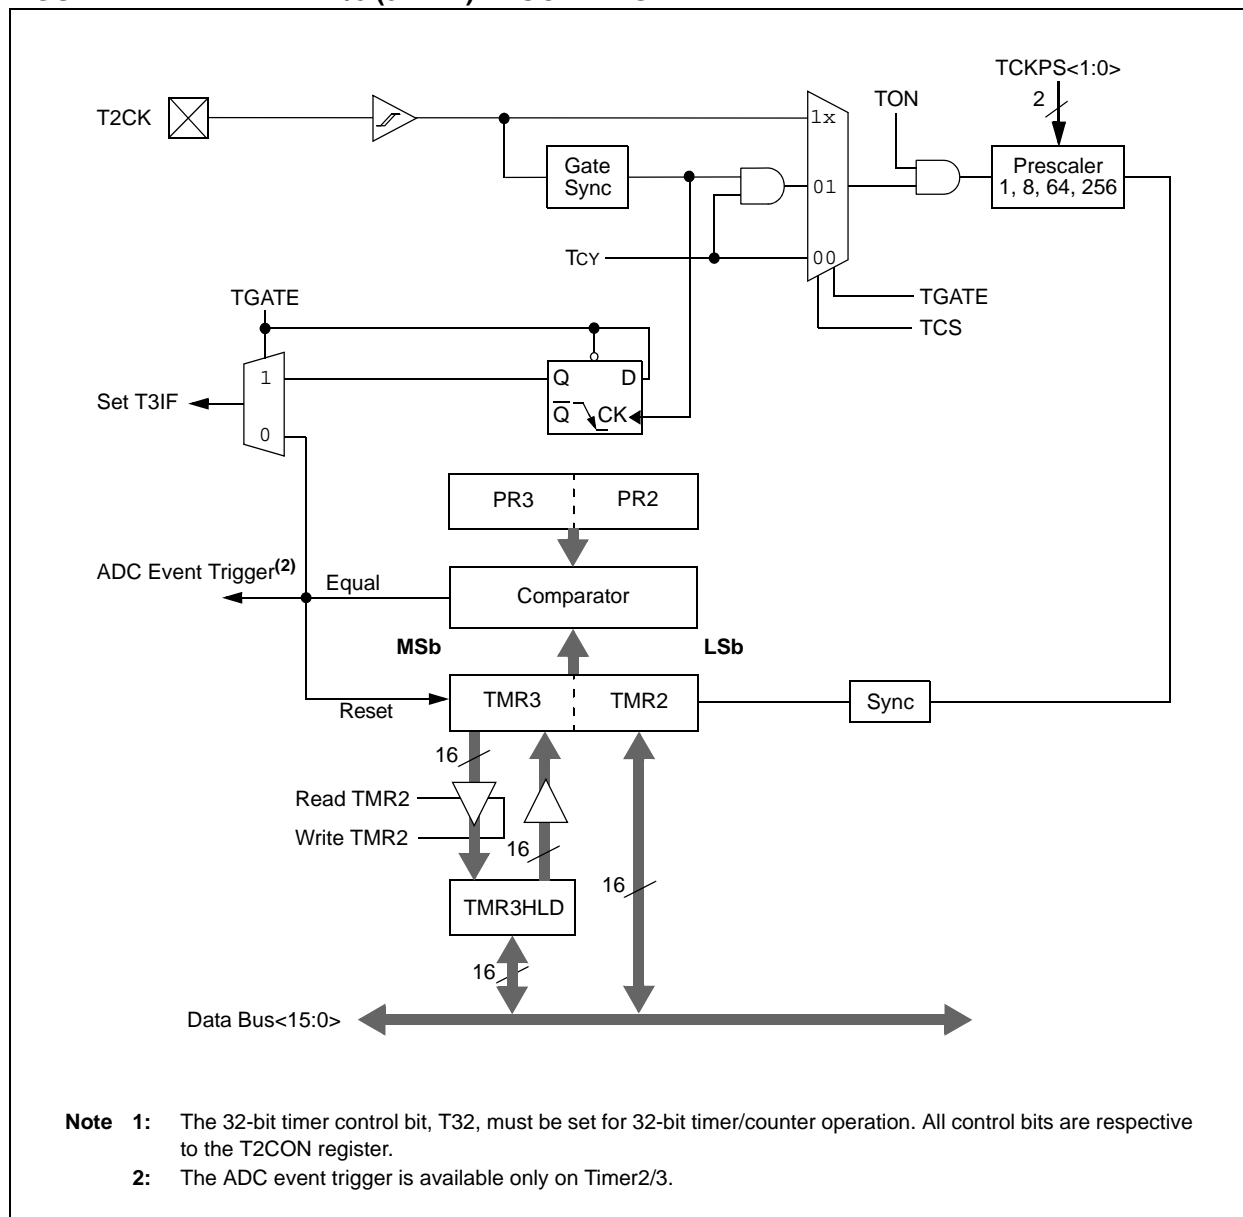 TCKPS<1:0>
2
TON
T2CK
1x
Gate
Sync
Prescaler
1, 8, 64, 256
01
TCY
00
TGATE
TCS
TGATE
1
Q D
Set T3IF
Q CK
0
PR3 PR2
ADC Event Trigger(2)
Equal
Comparator
MSb LSb
TMR3 TMR2
Sync
Reset
16
Read TMR2
Write TMR2
16
16
TMR3HLD
16
Data Bus<15:0>
Note 1: The 32-bit timer control bit, T32, must be set for 32-bit timer/counter operation. All control bits are respective
to the T2CON register.
2: The ADC event trigger is available only on Timer2/3.